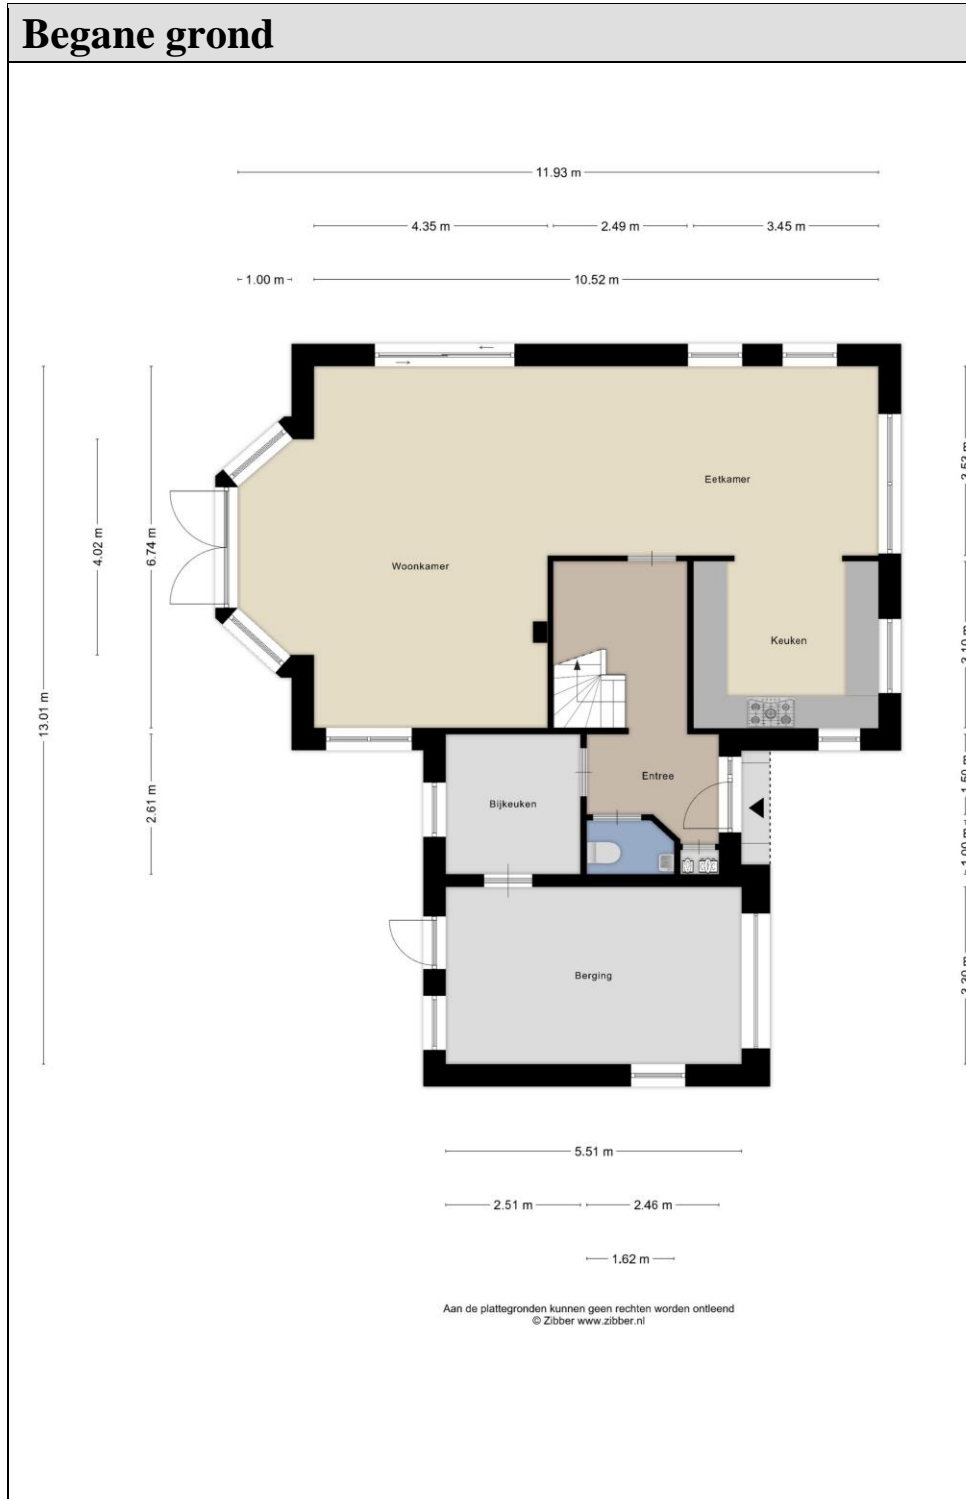 Begane grond
11.93 m
4.35 m 2.49 m 3.45 m
1.00 m 10.52 m
4.02 m
6.74 m
13.01 m
2.61 m
Eetkamer
Woonkamer
Keuken
Entree
Bijkeuken
Berging
5.51 m
2.51 m 2.46 m
1.62 m
Aan de plattegronden kunnen geen rechten worden ontleend
© Zibber www.zibber.nl